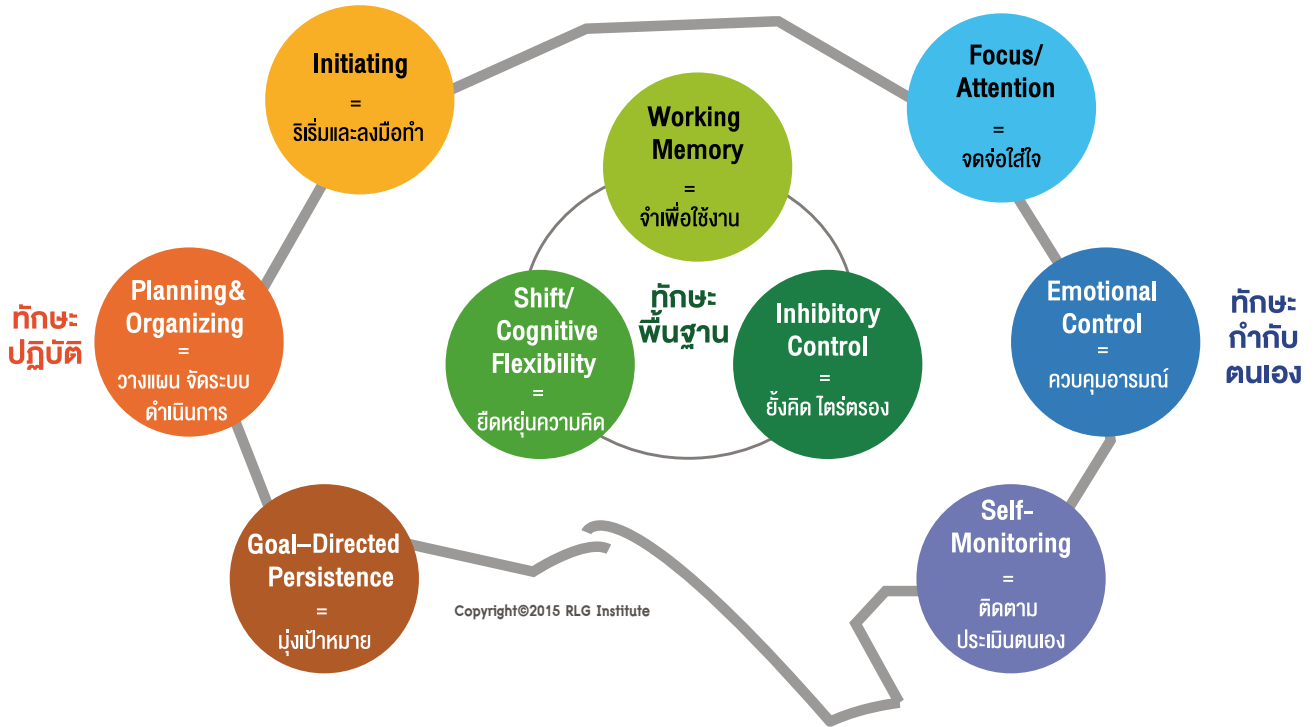 Initiating
=
ริเริ่มและลงมือทำ
Focus/
Attention
=
จดจ่อใส่ใจ
Working
Memory
=
จำเพื่อใช้งาน
ทักษะ
ปฏิบัติ
Planning&
Organizing
=
วางแผน จัดระบบ
ดำเนินการ
Shift/
Cognitive
Flexibility
=
ยืดหยุ่นความคิด
ทักษะ
พื้นฐาน
Inhibitory
Control
=
ยั้งคิด ไตร่ตรอง
Emotional
Control
=
ควบคุมอารมณ์
ทักษะ
กำกับ
ตนเอง
Goal–Directed
Persistence
=
มุ่งเป้าหมาย
Self-
Monitoring
=
ติดตาม
ประเมินตนเอง
Copyright©2015 RLG Institute